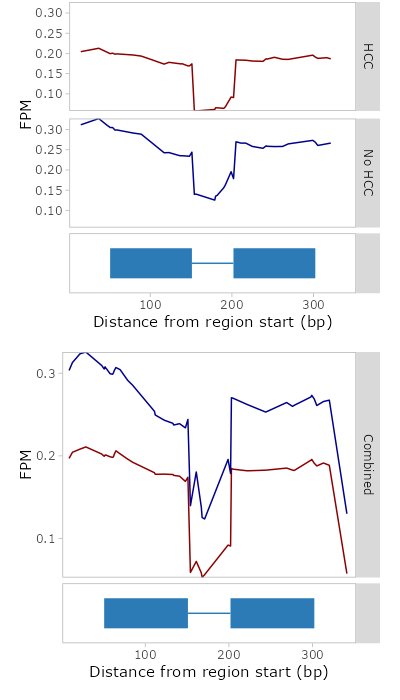 0.30
0.25
0.20
0.15
0.10
HCC
FPM
0.30
0.25
0.20
0.15
0.10
No HCC
100 200 300
Distance from region start (bp)
0.3
0.2
0.1
FPM
Combined
100 200 300
Distance from region start (bp)